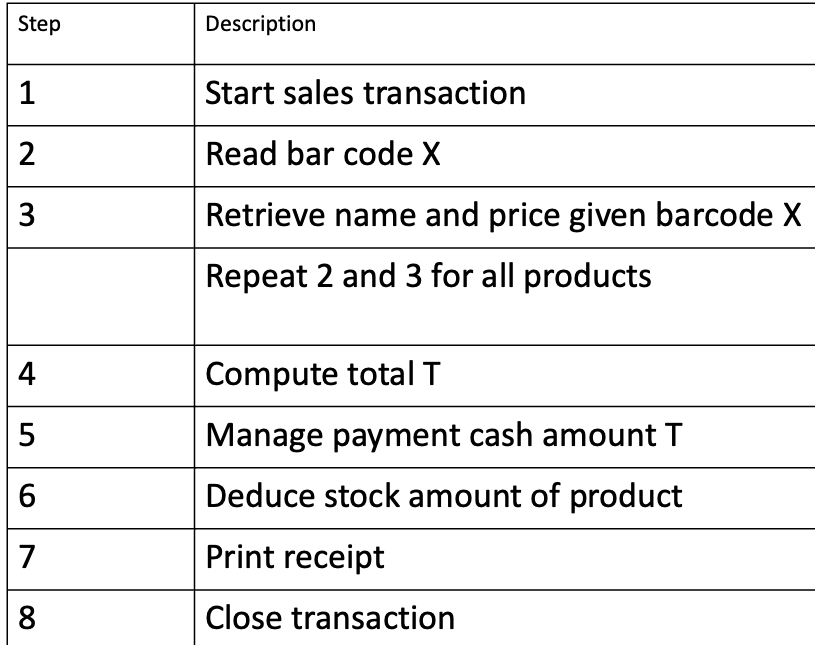 Step Description
1 Start sales transaction
2 Read bar code X
3 Retrieve name and price given barcode X
Repeat 2 and 3 for all products
4 Compute total T
5 Manage payment cash amount T
6 Deduce stock amount of product
7 Print receipt
8 Close transaction